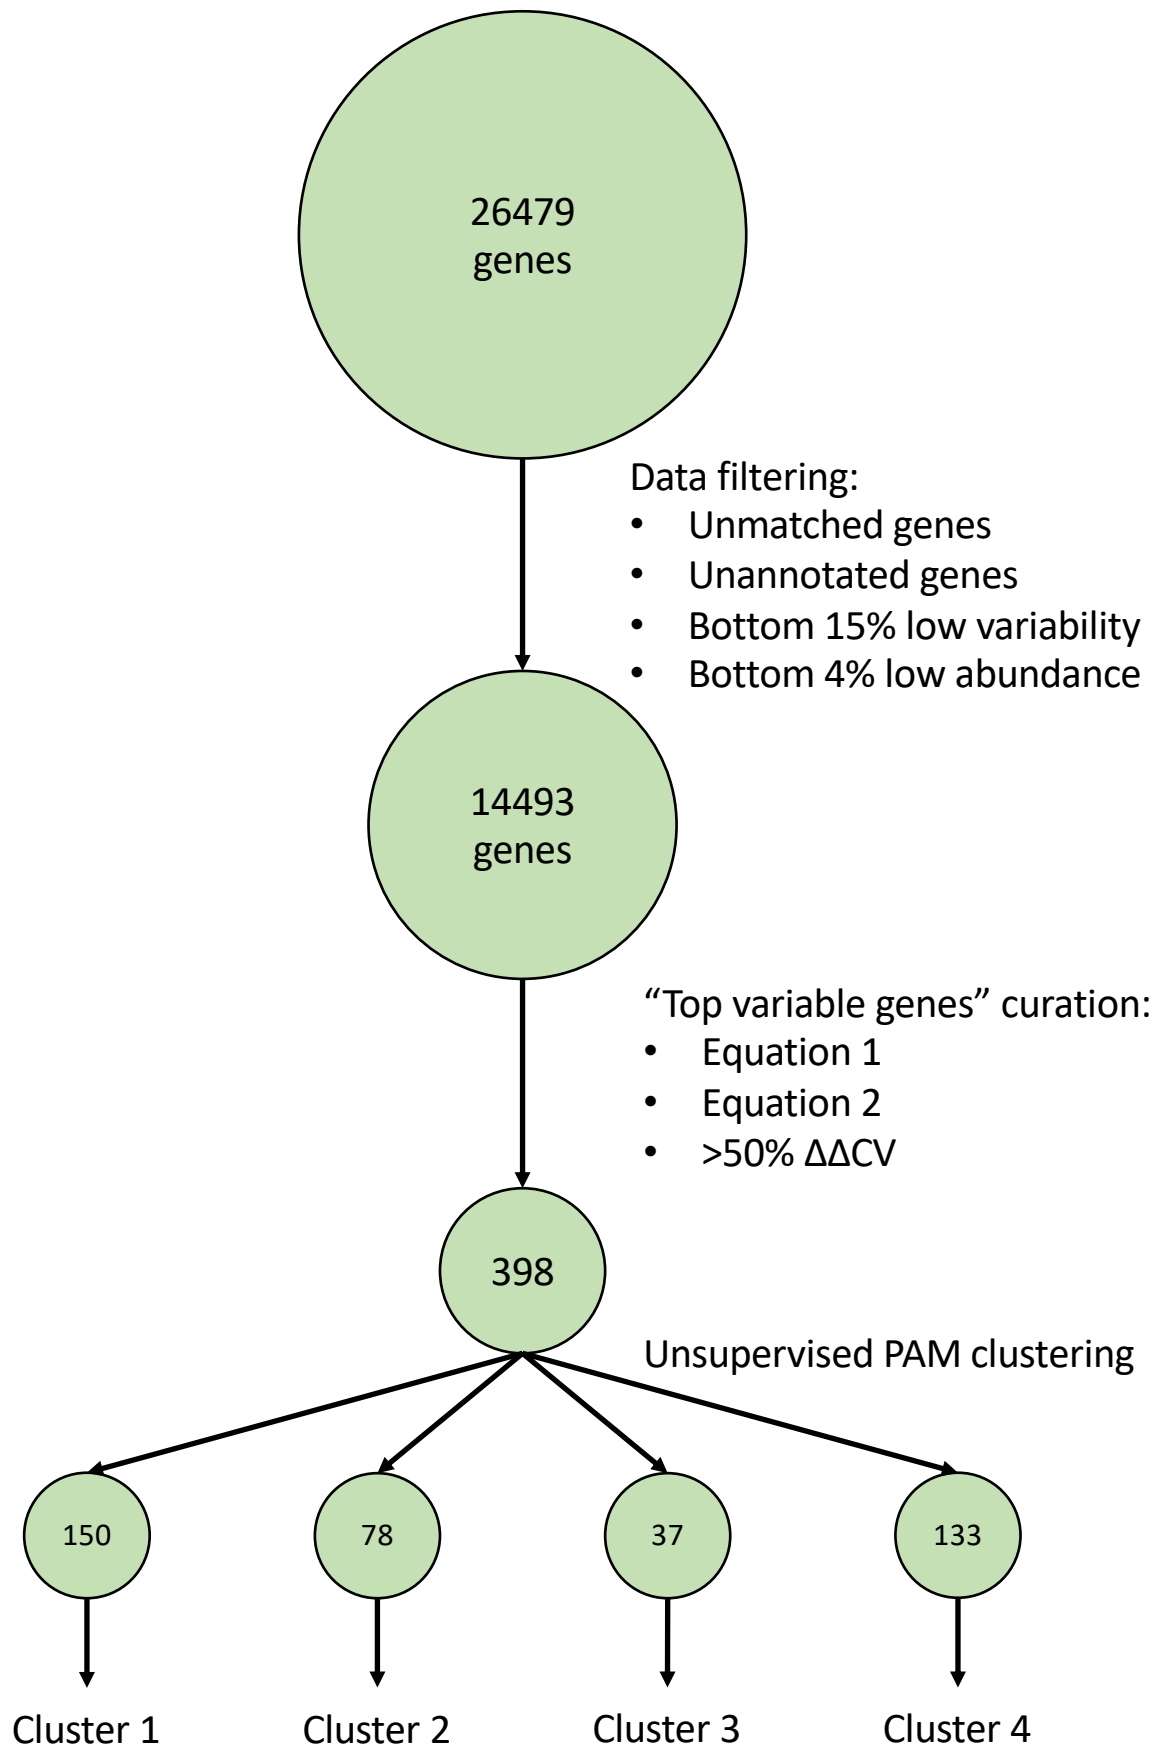 26479
genes
Data filtering:
• Unmatched genes
• Unannotated genes
• Bottom 15% low variability
• Bottom 4% low abundance
14493
genes
“Top variable genes” curation:
• Equation 1
• Equation 2
• >50% ΔΔCV
398
Unsupervised PAM clustering
150
78
37
133
Cluster 1
Cluster 2
Cluster 3
Cluster 4